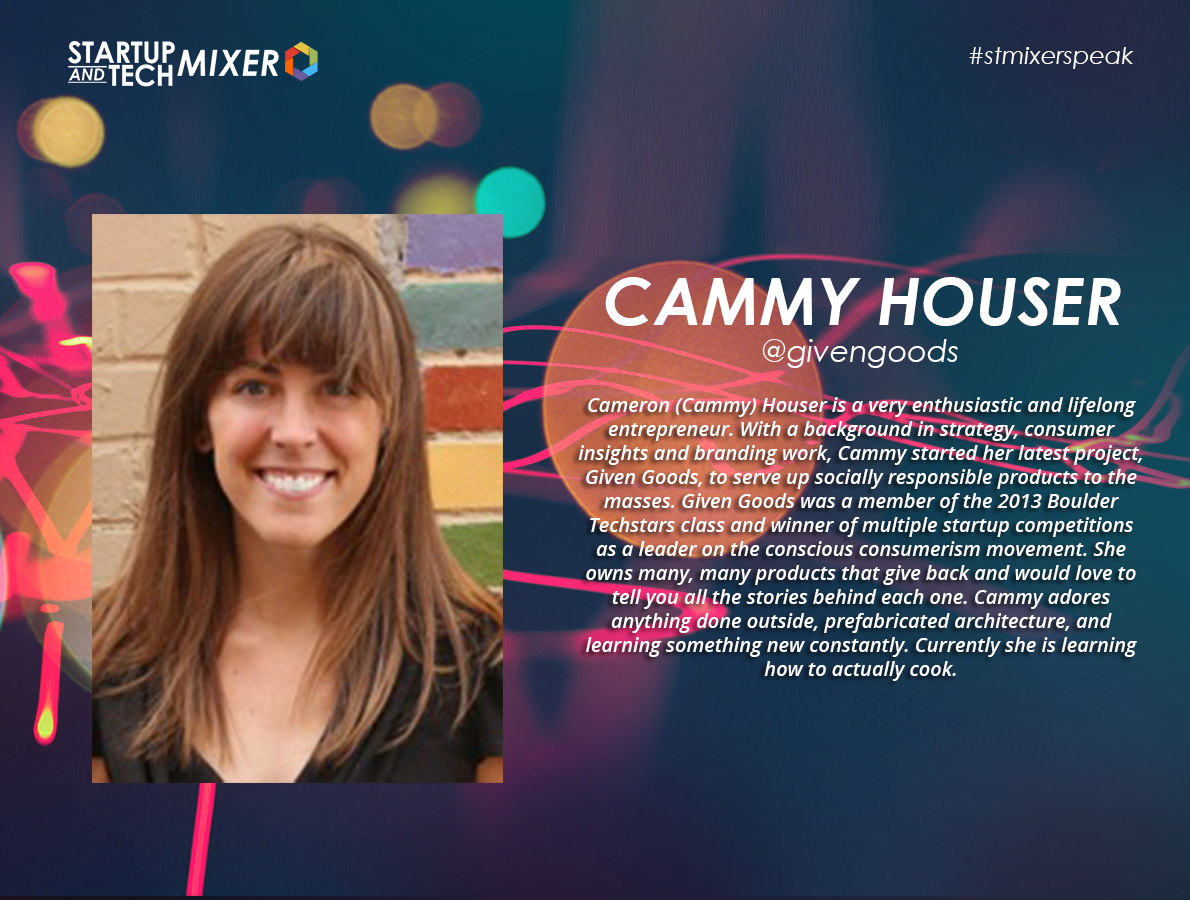 STARTUP
AND TECH MIXER
#stmixerspeak
CAMMY HOUSER
@givengoods
Cameron (Cammy) Houser is a very enthusiastic and lifelong
entrepreneur. With a background in strategy, consumer
insights and branding work, Cammy started her latest project,
Given Goods, to serve up socially responsible products to the
masses. Given Goods was a member of the 2013 Boulder
Techstars class and winner of multiple startup competitions
as a leader on the conscious consumerism movement. She
owns many, many products that give back and would love to
tell you all the stories behind each one. Cammy adores
anything done outside, prefabricated architecture, and
learning something new constantly. Currently she is learning
how to actually cook.